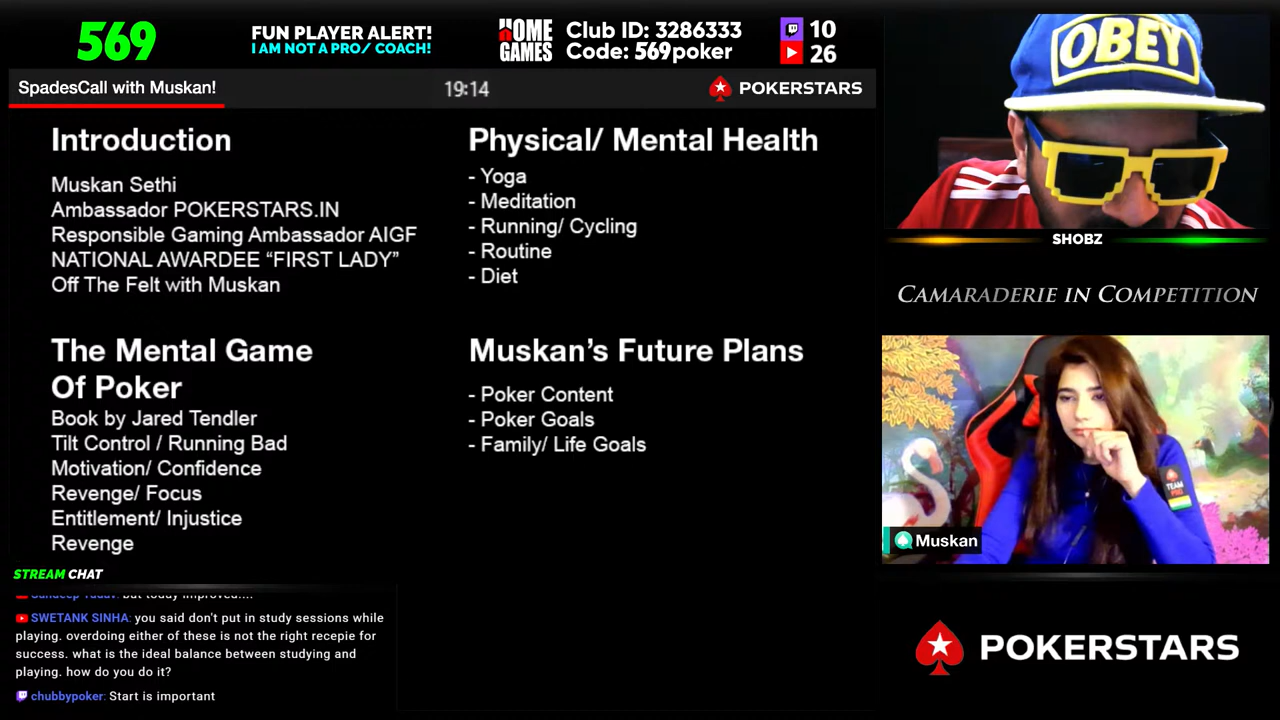 569
FUN PLAYER ALERT!
I AM NOT A PRO/ COACH!
HOME GAMES
Club ID: 3286333
Code: 569poker
10
26
SpadesCall with Muskan!
19:14
POKERSTARS
OBEY
Introduction
Muskan Sethi
Ambassador POKERSTARS.IN
Responsible Gaming Ambassador AIGF
NATIONAL AWARDEE “FIRST LADY”
Off The Felt with Muskan
Physical/ Mental Health
- Yoga
- Meditation
- Running/ Cycling
- Routine
- Diet
SHOBZ
CAMARADERIE IN COMPETITION
The Mental Game
Of Poker
Book by Jared Tendler
Tilt Control / Running Bad
Motivation/ Confidence
Revenge/ Focus
Entitlement/ Injustice
Revenge
Muskan’s Future Plans
- Poker Content
- Poker Goals
- Family/ Life Goals
TEAM
PRO
Muskan
STREAM CHAT
Sandeep Yadav: but today improved....
SWETANK SINHA: you said don't put in study sessions while
playing. overdoing either of these is not the right recepie for
success. what is the ideal balance between studying and
playing. how do you do it?
chubbypoker: Start is important
POKERSTARS